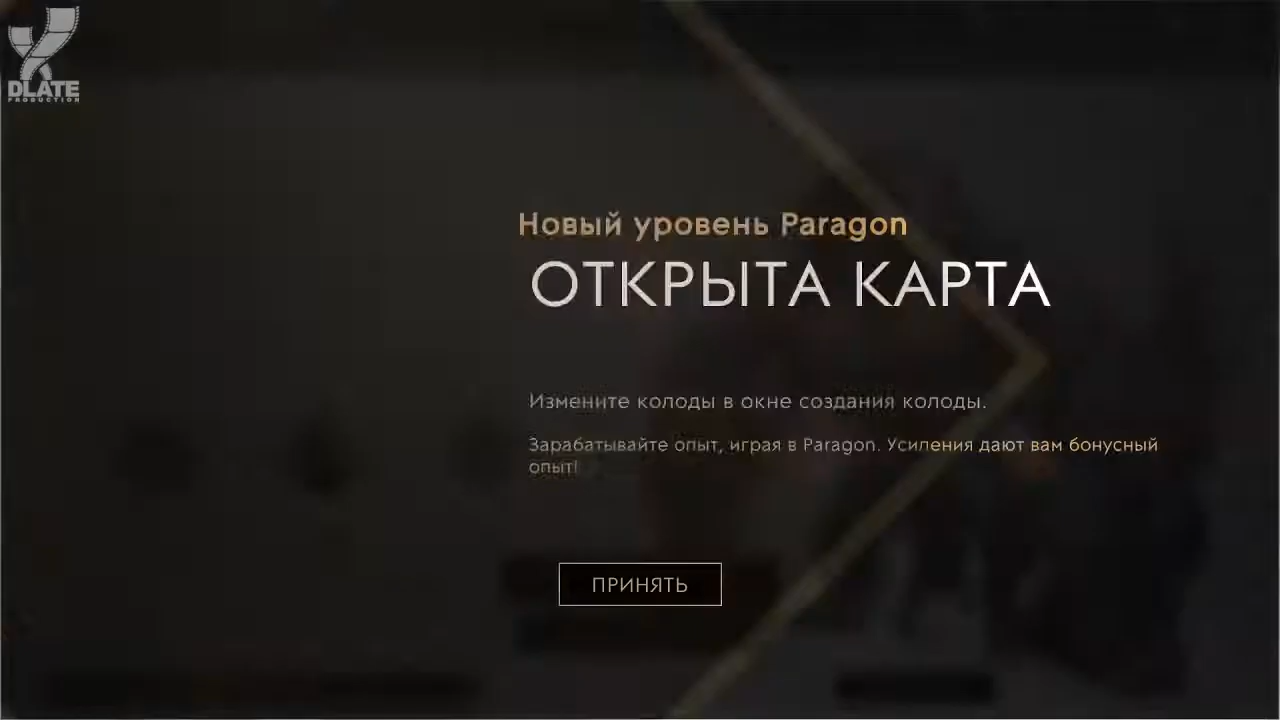 DLATE
PRODUCTION
Новый уровень Paragon
ОТКРЫТА КАРТА
Измените колоды в окне создания колоды.
Зарабатывайте опыт, играя в Paragon. Усиления дают вам бонусный
опыт!
ПРИНЯТЬ